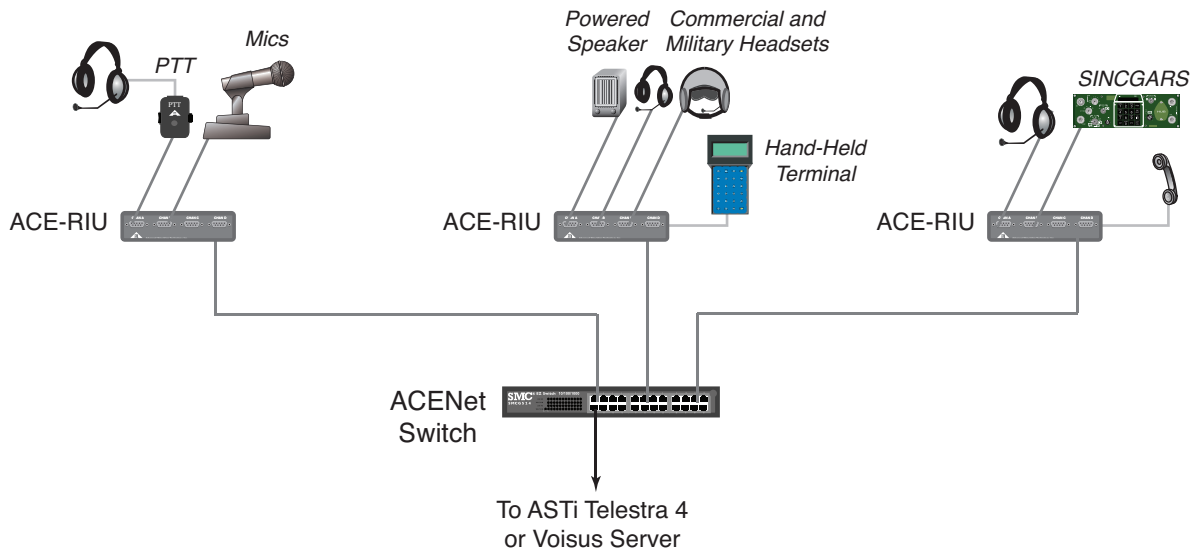 Mics
PTT
PTT
Powered
Speaker
Commercial and
Military Headsets
Hand-Held
Terminal
SINCGARS
ACE-RIU
ACE-RIU
ACE-RIU
ACENet
Switch
SMC
To ASTi Telestra 4
or Voisus Server